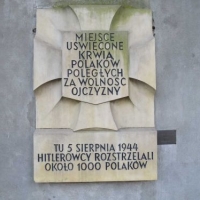 MIEJSCE
UŚWIĘCONE
KRWIĄ
POLAKÓW
POLEGŁYCH
ZA WOLNOŚĆ
OJCZYZNY
TU 5 SIERPNIA 1944
HITLEROWCY ROZSTRZELALI
OKOŁO 1000 POLAKÓW